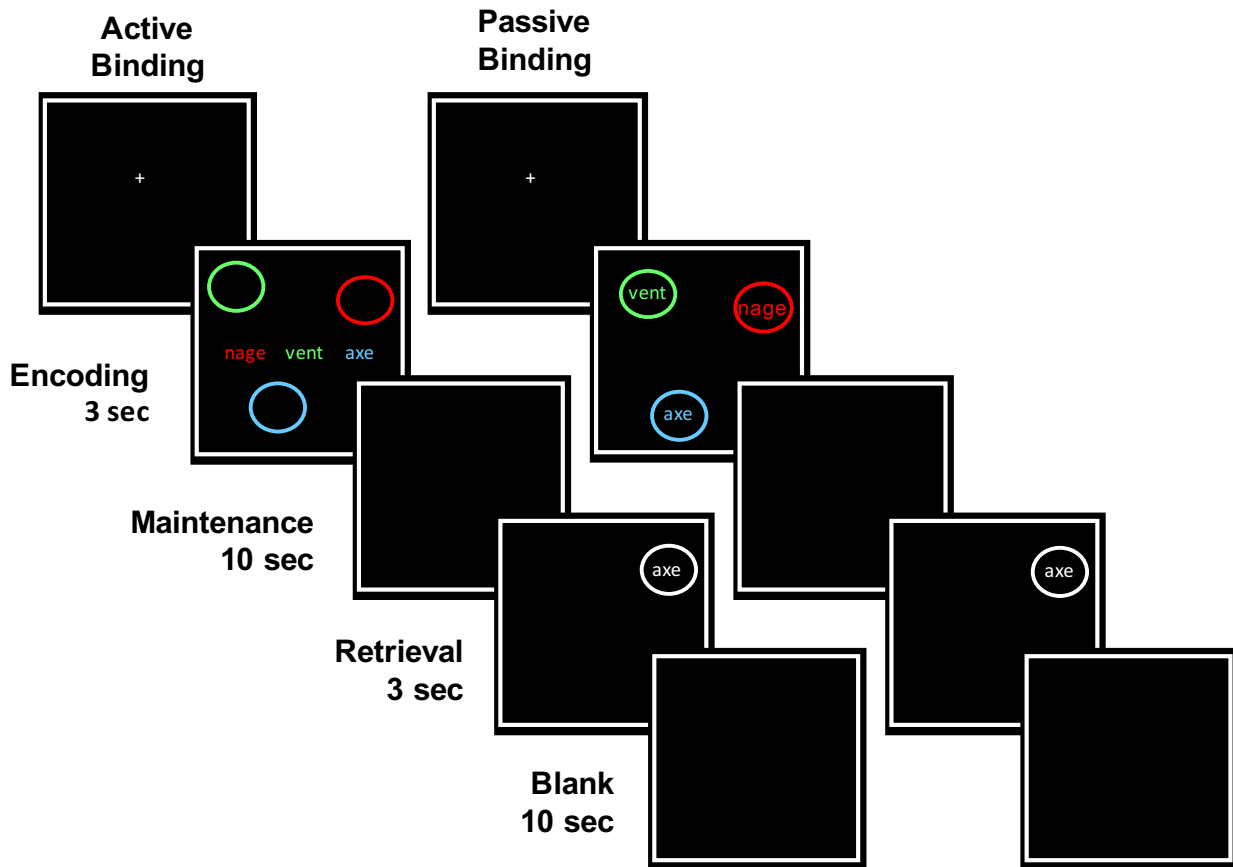 Active
Binding
Passive
Binding
+
+
vent
nage
nage vent axe
axe
Encoding
3 sec
Maintenance
10 sec
axe
axe
Retrieval
3 sec
Blank
10 sec